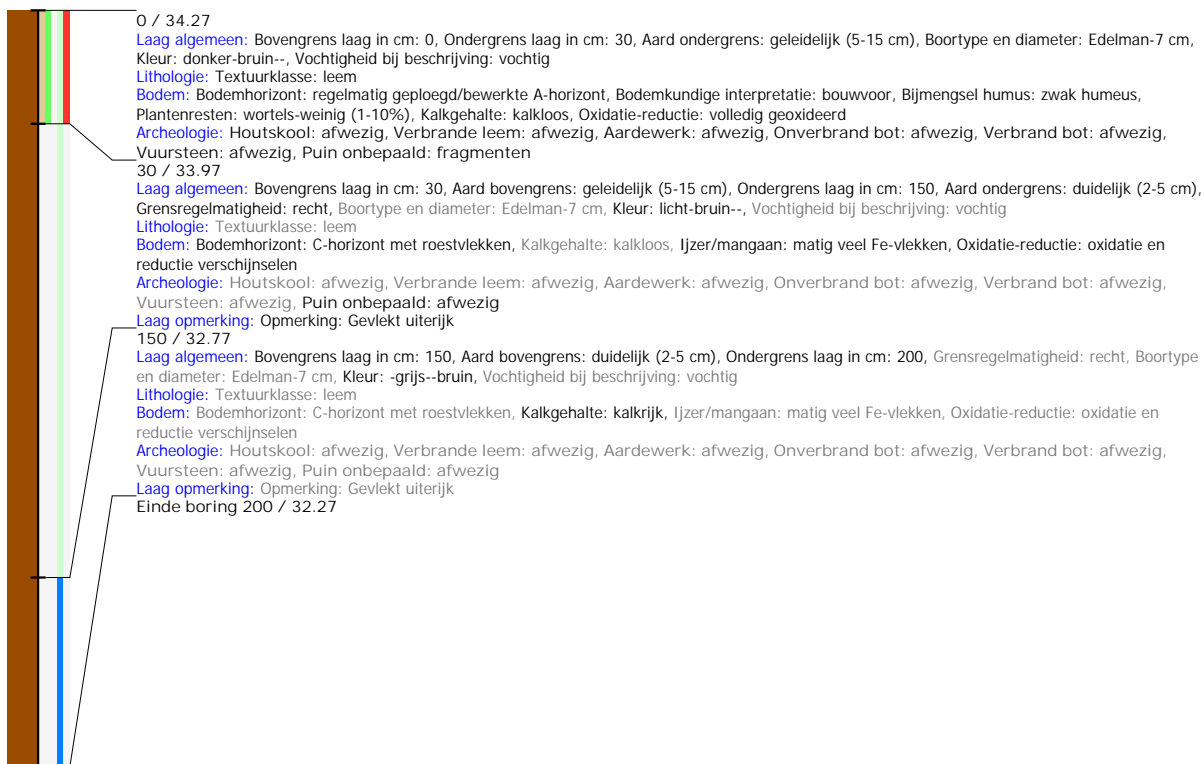 0 / 34.27
Laag algemeen: Bovengrens laag in cm: 0, Ondergrens laag in cm: 30, Aard ondergrens: geleidelijk (5-15 cm), Boortype en diameter: Edelman-7 cm,
Kleur: donker-bruin--, Vochtigheid bij beschrijving: vochtig
Lithologie: Textuurklasse: leem
Bodem: Bodemhorizont: regelmatig geploegd/bewerkte A-horizont, Bodemkundige interpretatie: bouwvoor, Bijmengsel humus: zwak humeus,
Plantenresten: wortels-weinig (1-10%), Kalkgehalte: kalkloos, Oxidatie-reductie: volledig geoxideerd
Archeologie: Houtskool: afwezig, Verbrande leem: afwezig, Aardewerk: afwezig, Onverbrand bot: afwezig, Verbrand bot: afwezig,
Vuursteen: afwezig, Puin onbepaald: fragmenten
30 / 33.97
Laag algemeen: Bovengrens laag in cm: 30, Aard bovengrens: geleidelijk (5-15 cm), Ondergrens laag in cm: 150, Aard ondergrens: duidelijk (2-5 cm),
Grensregelmatigheid: recht, Boortype en diameter: Edelman-7 cm, Kleur: licht-bruin--, Vochtigheid bij beschrijving: vochtig
Lithologie: Textuurklasse: leem
Bodem: Bodemhorizont: C-horizont met roestvlekken, Kalkgehalte: kalkloos, Ijzer/mangaan: matig veel Fe-vlekken, Oxidatie-reductie: oxidatie en
reductie verschijnselen
Archeologie: Houtskool: afwezig, Verbrande leem: afwezig, Aardewerk: afwezig, Onverbrand bot: afwezig, Verbrand bot: afwezig,
Vuursteen: afwezig, Puin onbepaald: afwezig
Laag opmerking: Opmerking: Gevlekt uiterijk
150 / 32.77
Laag algemeen: Bovengrens laag in cm: 150, Aard bovengrens: duidelijk (2-5 cm), Ondergrens laag in cm: 200, Grensregelmatigheid: recht, Boortype
en diameter: Edelman-7 cm, Kleur: -grijs--bruin, Vochtigheid bij beschrijving: vochtig
Lithologie: Textuurklasse: leem
Bodem: Bodemhorizont: C-horizont met roestvlekken, Kalkgehalte: kalkrijk, Ijzer/mangaan: matig veel Fe-vlekken, Oxidatie-reductie: oxidatie en
reductie verschijnselen
Archeologie: Houtskool: afwezig, Verbrande leem: afwezig, Aardewerk: afwezig, Onverbrand bot: afwezig, Verbrand bot: afwezig,
Vuursteen: afwezig, Puin onbepaald: afwezig
Laag opmerking: Opmerking: Gevlekt uiterijk
Einde boring 200 / 32.27